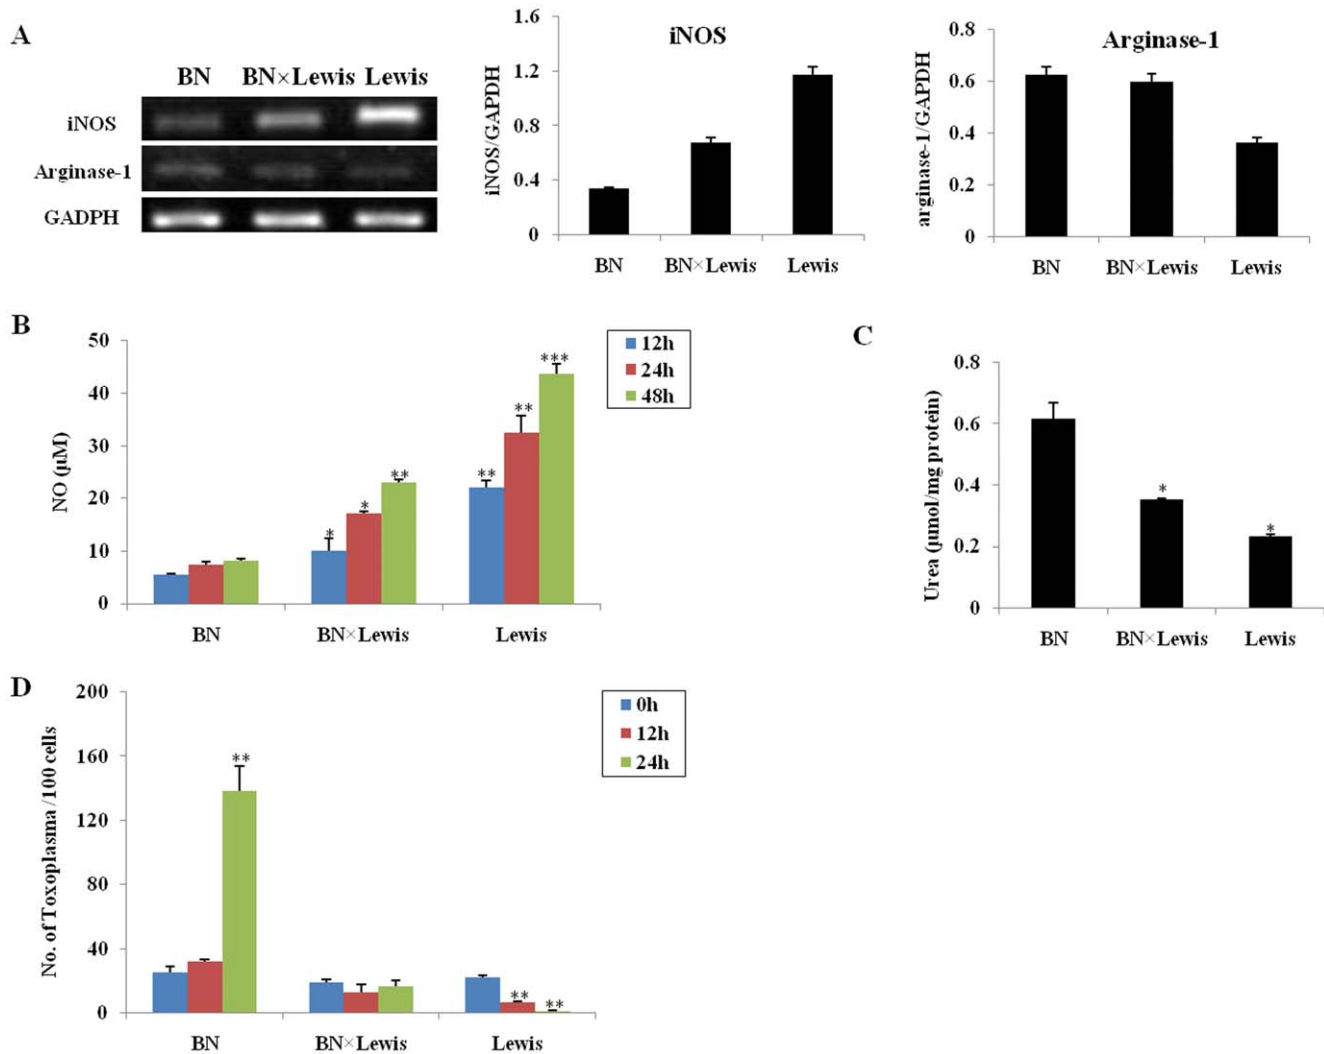 A
BN BN×Lewis Lewis
iNOS
Arginase-1
GADPH
iNOS
iNOS/GAPDH
1.6
1.2
0.8
0.4
0
BN BN×Lewis Lewis
Arginase-1
arginase-1/GAPDH
0.8
0.6
0.4
0.2
0
BN BN×Lewis Lewis
B
NO (μM)
50
40
30
20
10
0
* * **
** ** ***
BN BN×Lewis Lewis
12h
24h
48h
C
Urea (μmol/mg protein)
0.8
0.6
0.4
0.2
0
* *
BN BN×Lewis Lewis
D
No. of Toxoplasma /100 cells
200
160
120
80
40
0
**
** **
BN BN×Lewis Lewis
0h
12h
24h